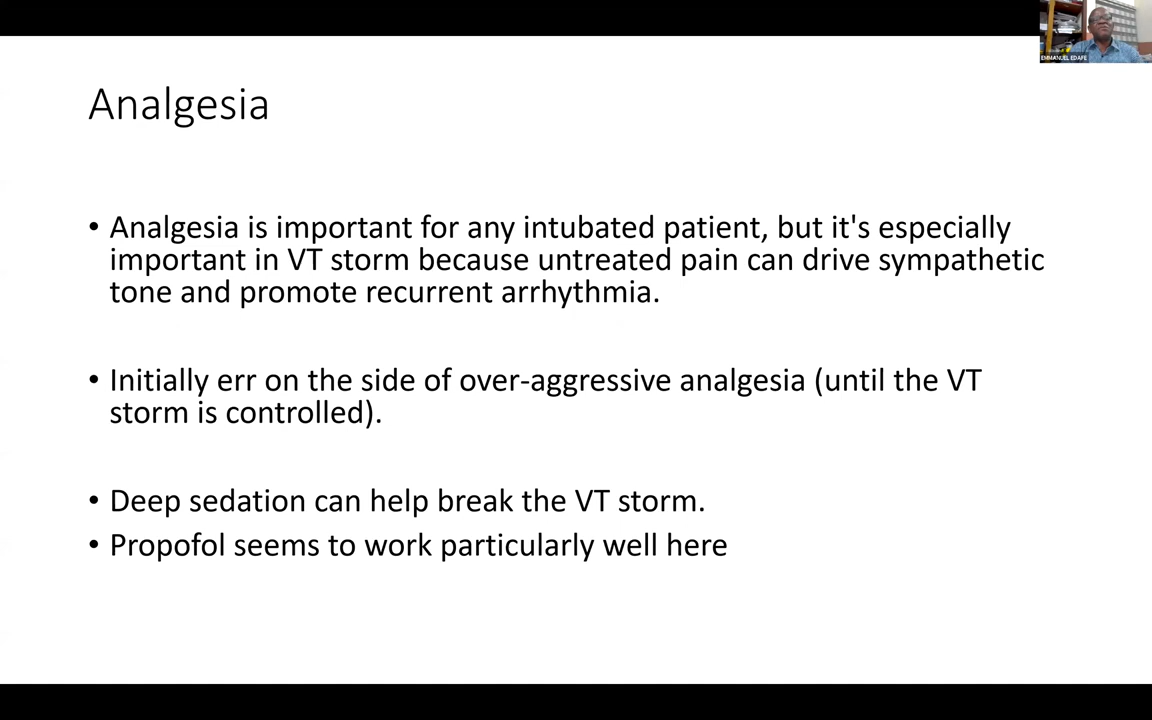 EMMANUEL EDAFE
Analgesia
• Analgesia is important for any intubated patient, but it's especially
important in VT storm because untreated pain can drive sympathetic
tone and promote recurrent arrhythmia.
• Initially err on the side of over-aggressive analgesia (until the VT
storm is controlled).
• Deep sedation can help break the VT storm.
• Propofol seems to work particularly well here